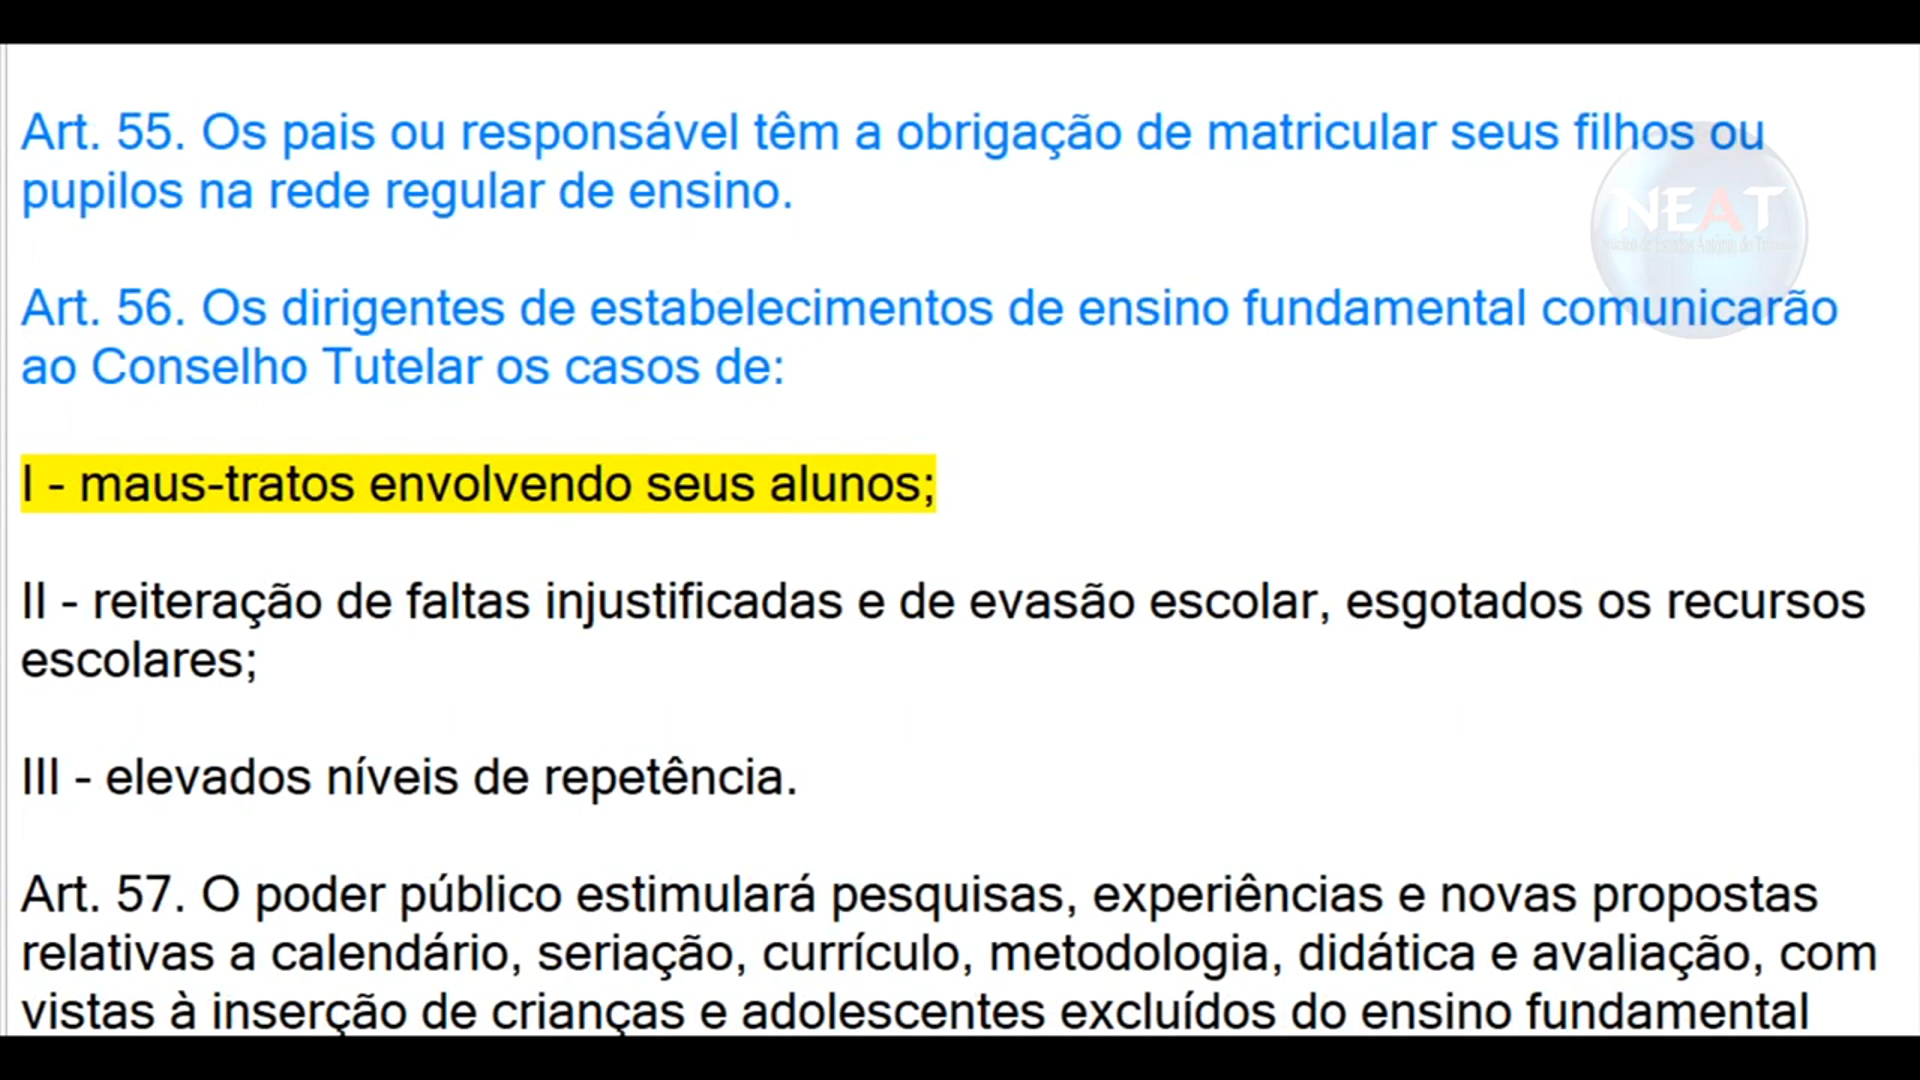 Art. 55. Os pais ou responsável têm a obrigação de matricular seus filhos ou
pupilos na rede regular de ensino.
NEAT
Art. 56. Os dirigentes de estabelecimentos de ensino fundamental comunicarão
ao Conselho Tutelar os casos de:
I - maus-tratos envolvendo seus alunos;
II - reiteração de faltas injustificadas e de evasão escolar, esgotados os recursos
escolares;
III - elevados níveis de repetência.
Art. 57. O poder público estimulará pesquisas, experiências e novas propostas
relativas a calendário, seriação, currículo, metodologia, didática e avaliação, com
vistas à inserção de crianças e adolescentes excluídos do ensino fundamental